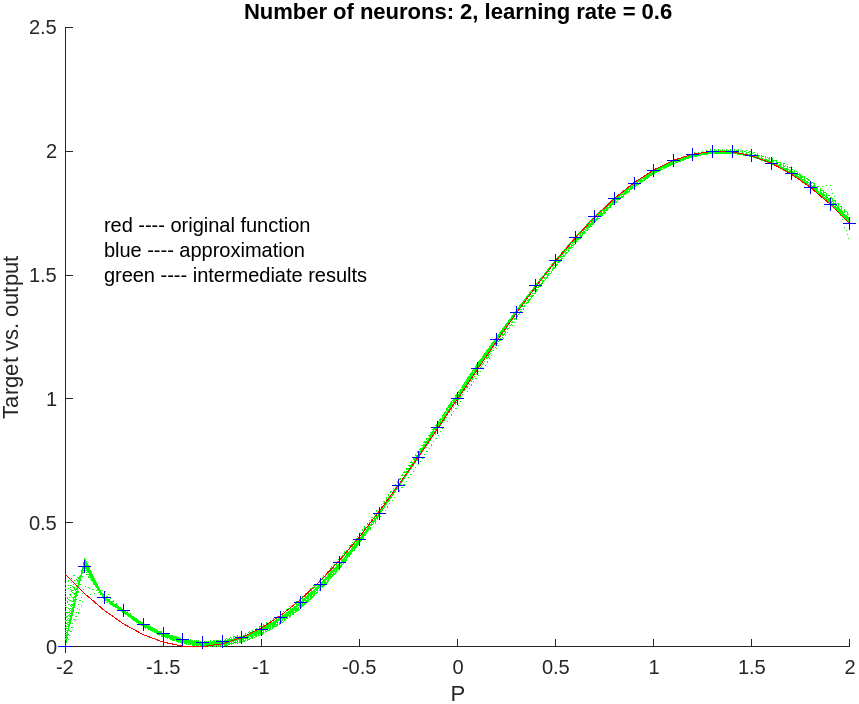 Number of neurons: 2, learning rate = 0.6
2.5
2
1.5
1
0.5
0
Target vs. output
red ---- original function
blue ---- approximation
green ---- intermediate results
-2 -1.5 -1 -0.5 0 0.5 1 1.5 2
P